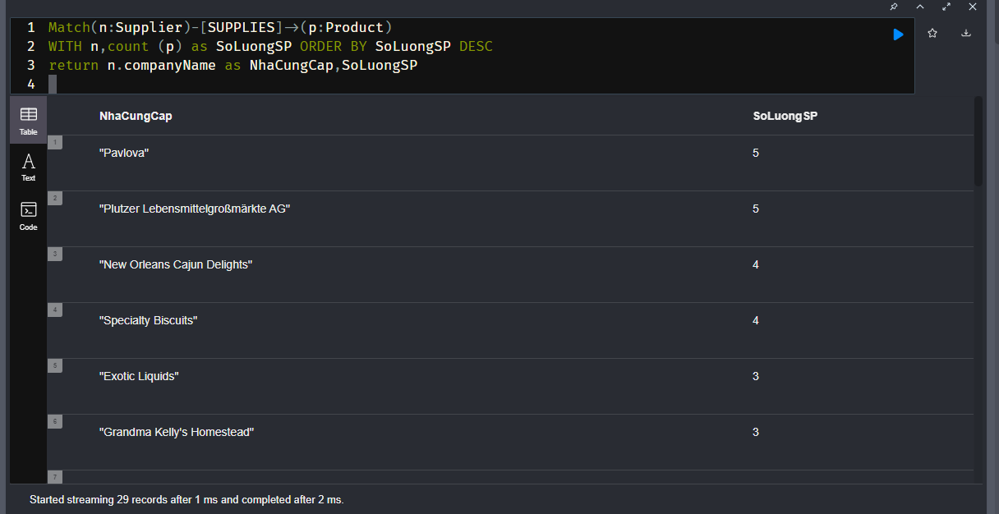 1 Match(n:Supplier)-[SUPPLIES]→(p:Product)
2 WITH n,count (p) as SoLuongSP ORDER BY SoLuongSP DESC
3 return n.companyName as NhaCungCap,SoLuongSP
4
Table
Text
Code
NhaCungCap SoLuongSP
1 "Pavlova" 5
2 "Plutzer Lebensmittelgroßmärkte AG" 5
3 "New Orleans Cajun Delights" 4
4 "Specialty Biscuits" 4
5 "Exotic Liquids" 3
6 "Grandma Kelly's Homestead" 3
7
Started streaming 29 records after 1 ms and completed after 2 ms.